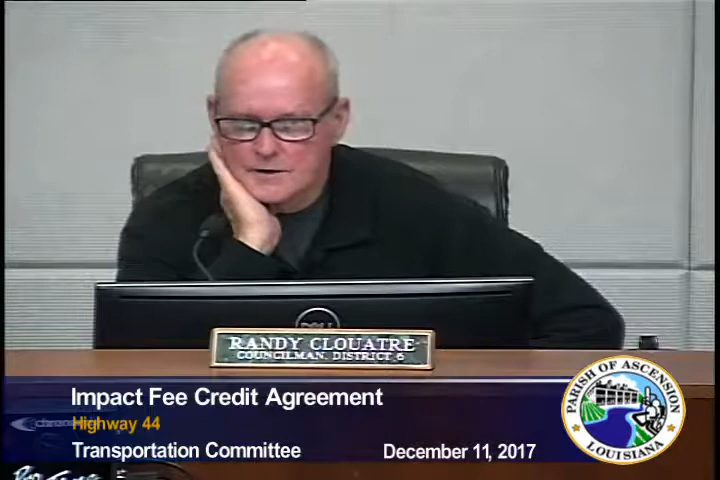 DELL
RANDY CLOUATRE
COUNCILMAN, DISTRICT 6
Impact Fee Credit Agreement
Highway 44
Transportation Committee
December 11, 2017
PARISH OF ASCENSION
LOUISIANA